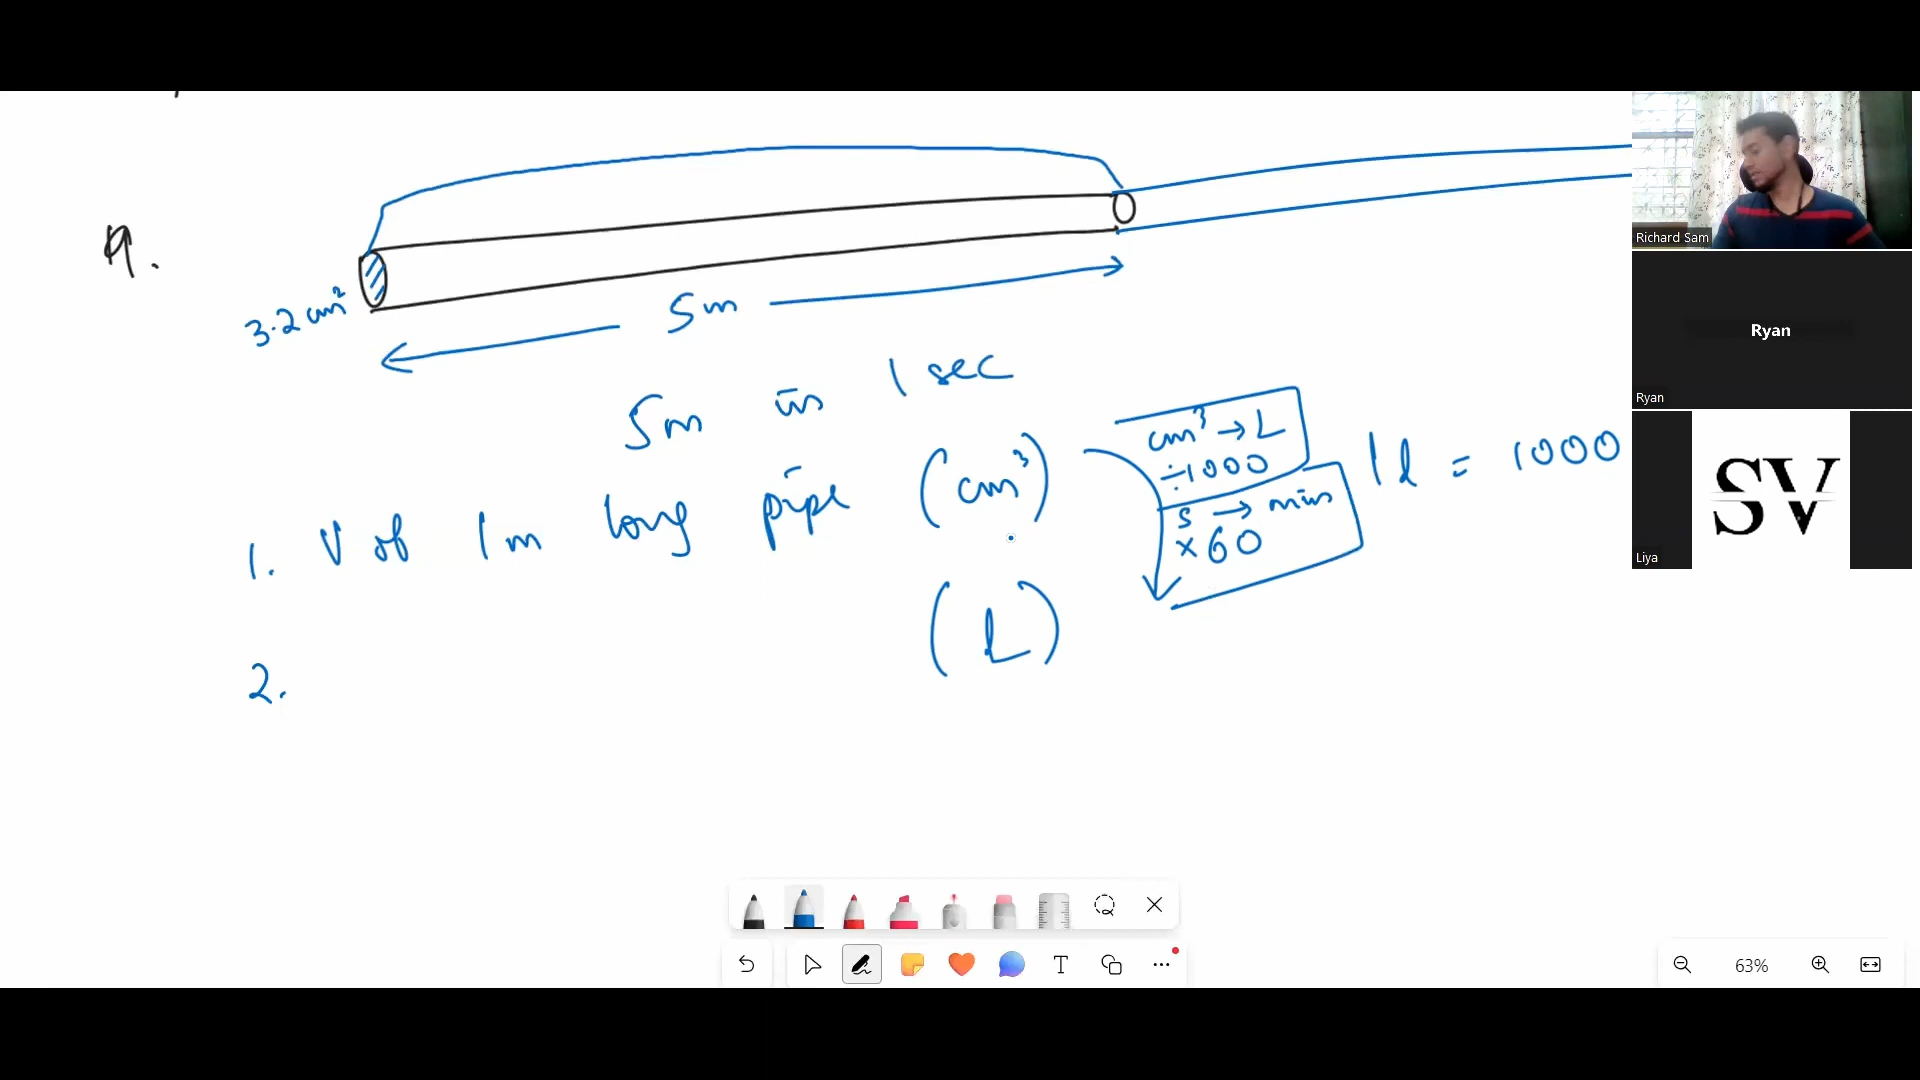 9.
3.2 cm²
5m
5m in 1 sec
1. V of 1m long pipe (cm³)
cm³ → L
÷1000
s → min
×60
1l = 1000
(L)
2.
Richard Sam
Ryan
Ryan
SV
Liya
T
63%